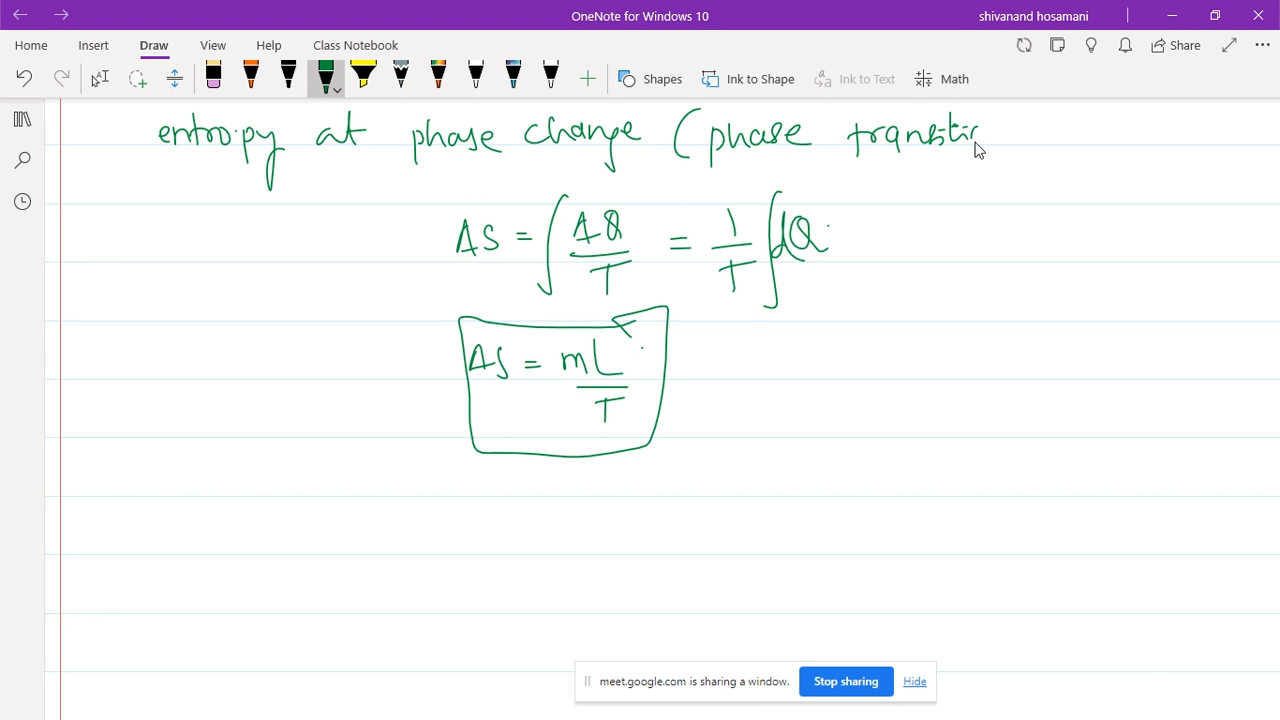 OneNote for Windows 10
shivanand hosamani
Home Insert Draw View Help Class Notebook
Share
Shapes Ink to Shape Ink to Text Math
entropy at phase change (phase
ΔS = ∫ ΔQ/T = 1/T ∫ dQ
ΔS = mL/T
meet.google.com is sharing a window. Stop sharing Hide